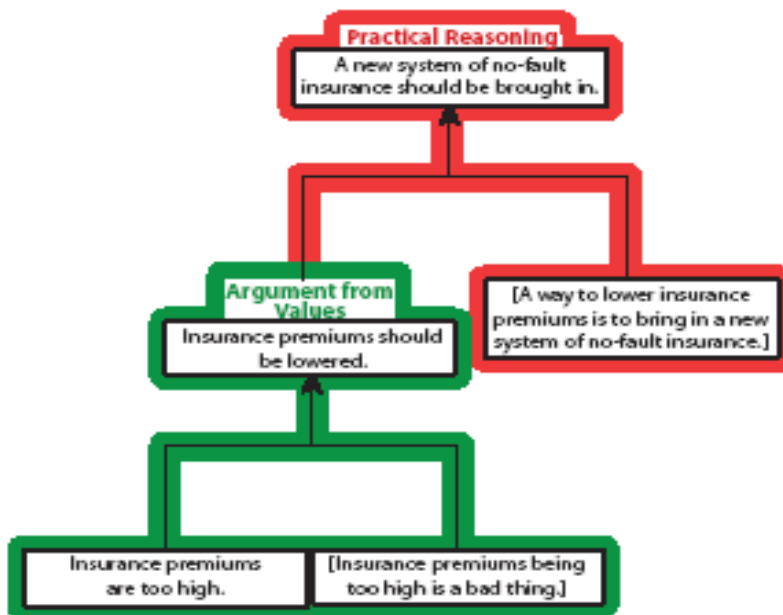 Practical Reasoning
A new system of no-fault
insurance should be brought in.
Argument from
Values
Insurance premiums should
be lowered.
[A way to lower insurance
premiums is to bring in a new
system of no-fault insurance.]
Insurance premiums
are too high.
[Insurance premiums being
too high is a bad thing.]